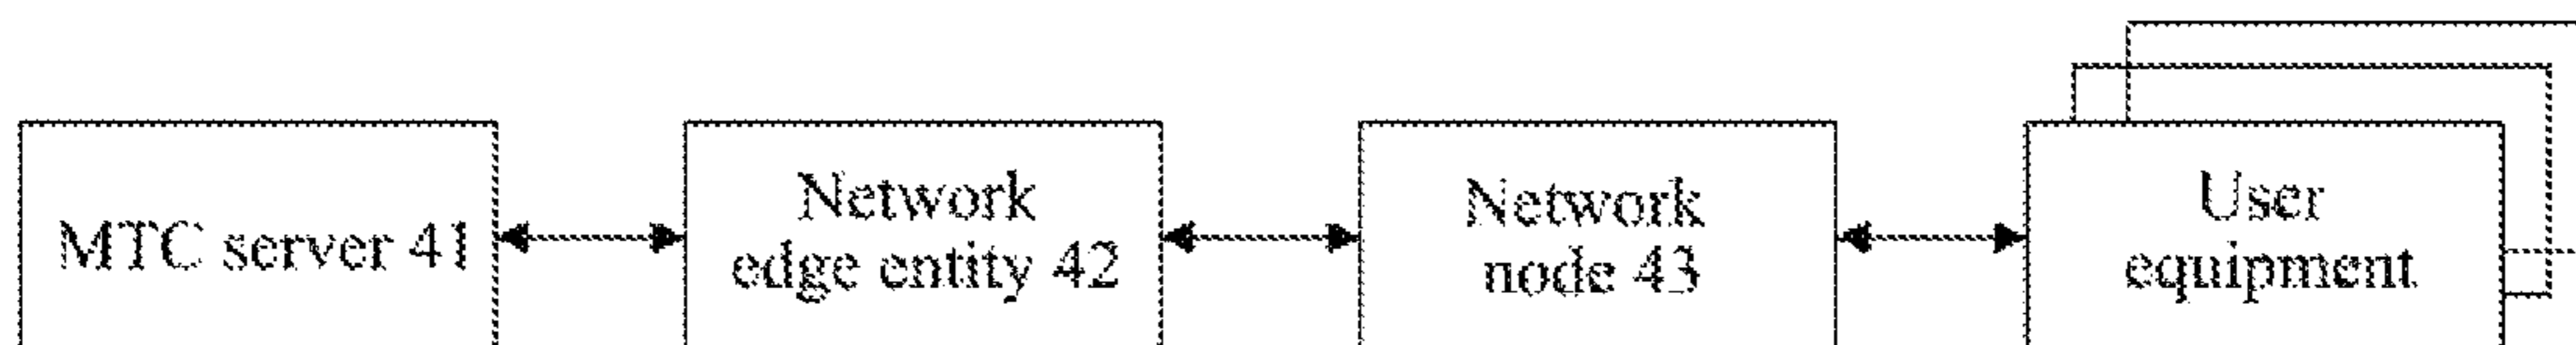 MTC server 41
Network
edge entity 42
Network
node 43
User
equipment